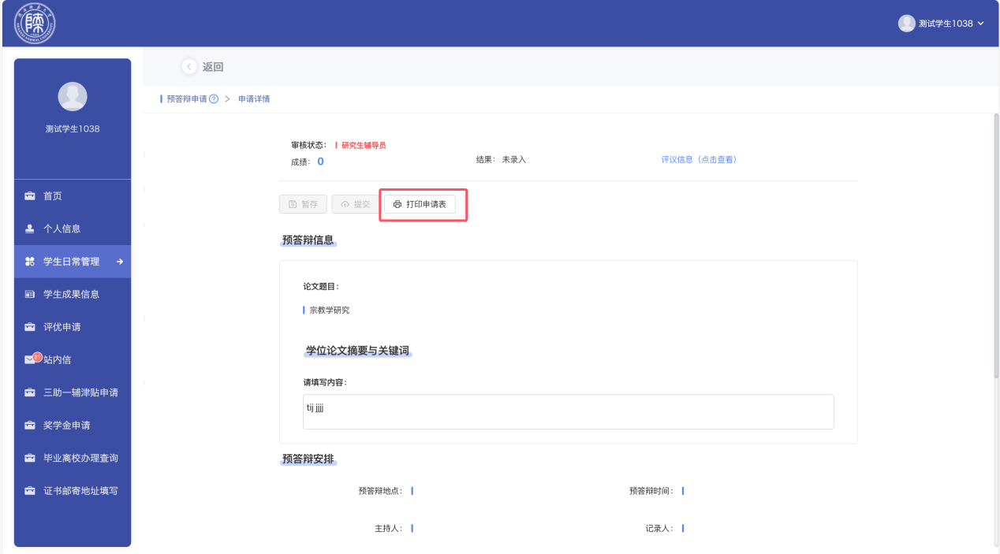 测试学生1038
返回
预答辩申请 ? > 申请详情
测试学生1038
首页
个人信息
学生日常管理
学生成果信息
评优申请
21
站内信
三助一辅津贴申请
奖学金申请
毕业离校办理查询
证书邮寄地址填写
审核状态： 研究生辅导员
成绩： 0
结果： 未录入
评议信息（点击查看）
暂存 提交 打印申请表
预答辩信息
论文题目：
宗教学研究
学位论文摘要与关键词
请填写内容：
tij jjjj
预答辩安排
预答辩地点： 预答辩时间：
主持人： 记录人：